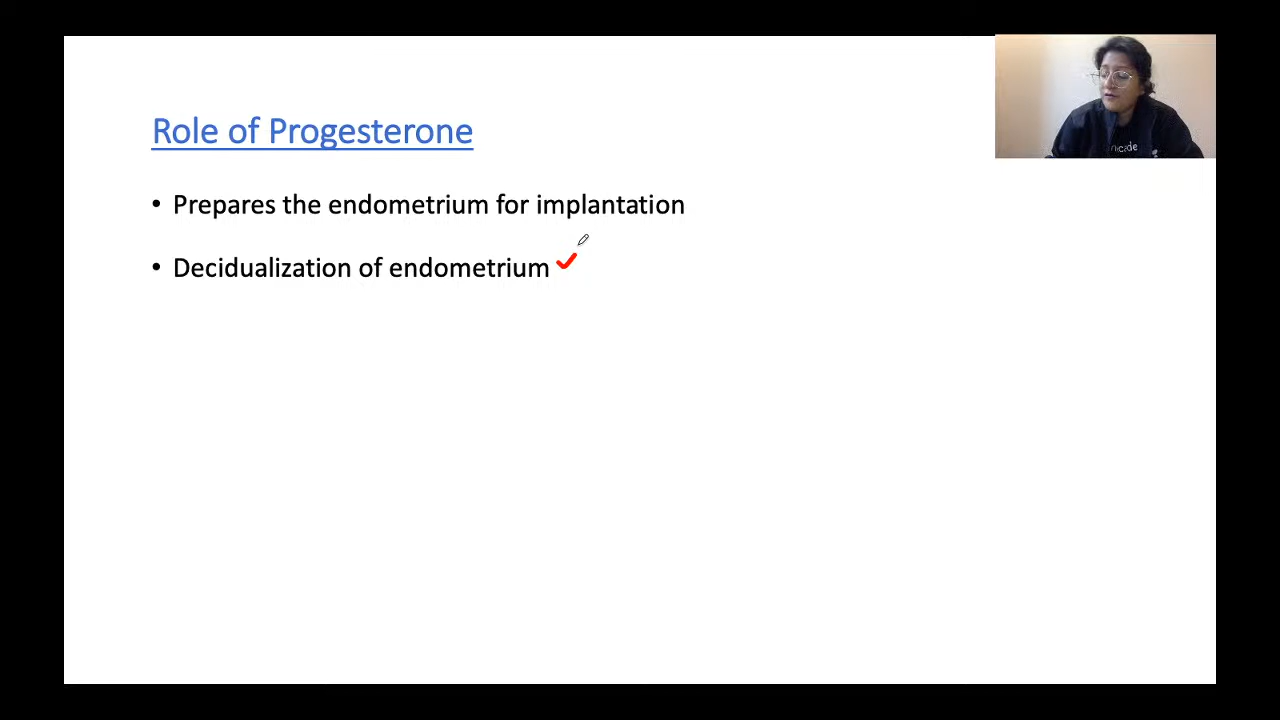 Role of Progesterone
• Prepares the endometrium for implantation
• Decidualization of endometrium